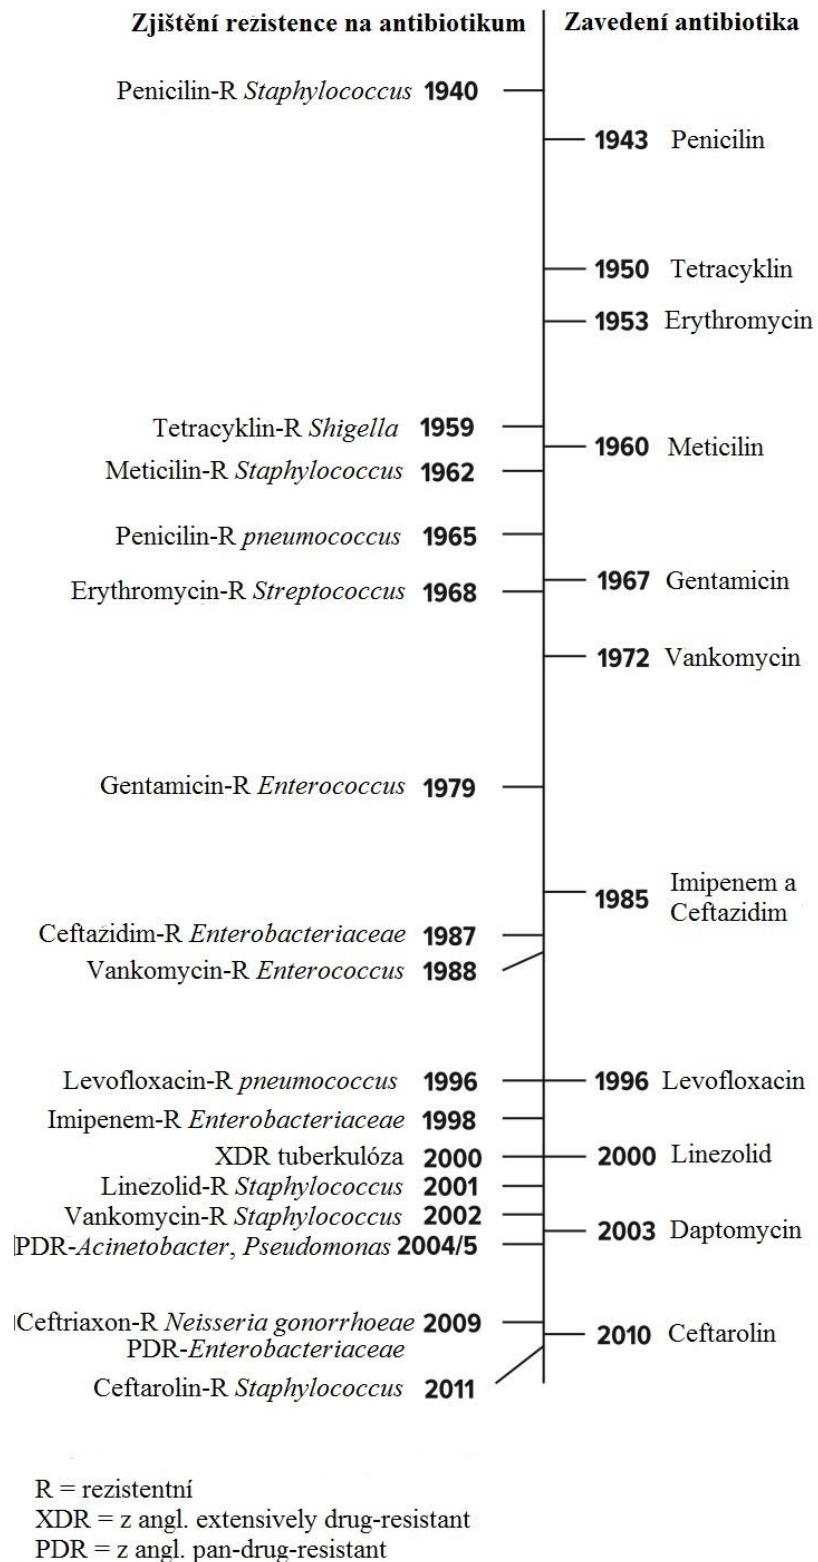 Zjištění rezistence na antibiotikum
Zavedení antibiotika
Penicilin-R Staphylococcus 1940
1943 Penicilin
1950 Tetracyklin
1953 Erythromycin
Tetracyklin-R Shigella 1959
1960 Meticilin
Meticilin-R Staphylococcus 1962
Penicilin-R pneumococcus 1965
1967 Gentamicin
Erythromycin-R Streptococcus 1968
1972 Vankomycin
Gentamicin-R Enterococcus 1979
1985 Imipenem a
Ceftazidim
Ceftazidim-R Enterobacteriaceae 1987
Vankomycin-R Enterococcus 1988
Levofloxacin-R pneumococcus 1996
1996 Levofloxacin
Imipenem-R Enterobacteriaceae 1998
XDR tuberkulóza 2000
2000 Linezolid
Linezolid-R Staphylococcus 2001
Vankomycin-R Staphylococcus 2002
2003 Daptomycin
PDR-Acinetobacter, Pseudomonas 2004/5
Ceftriaxon-R Neisseria gonorrhoeae 2009
PDR-Enterobacteriaceae
2010 Ceftarolin
Ceftarolin-R Staphylococcus 2011
R = rezistentní
XDR = z angl. extensively drug-resistant
PDR = z angl. pan-drug-resistant